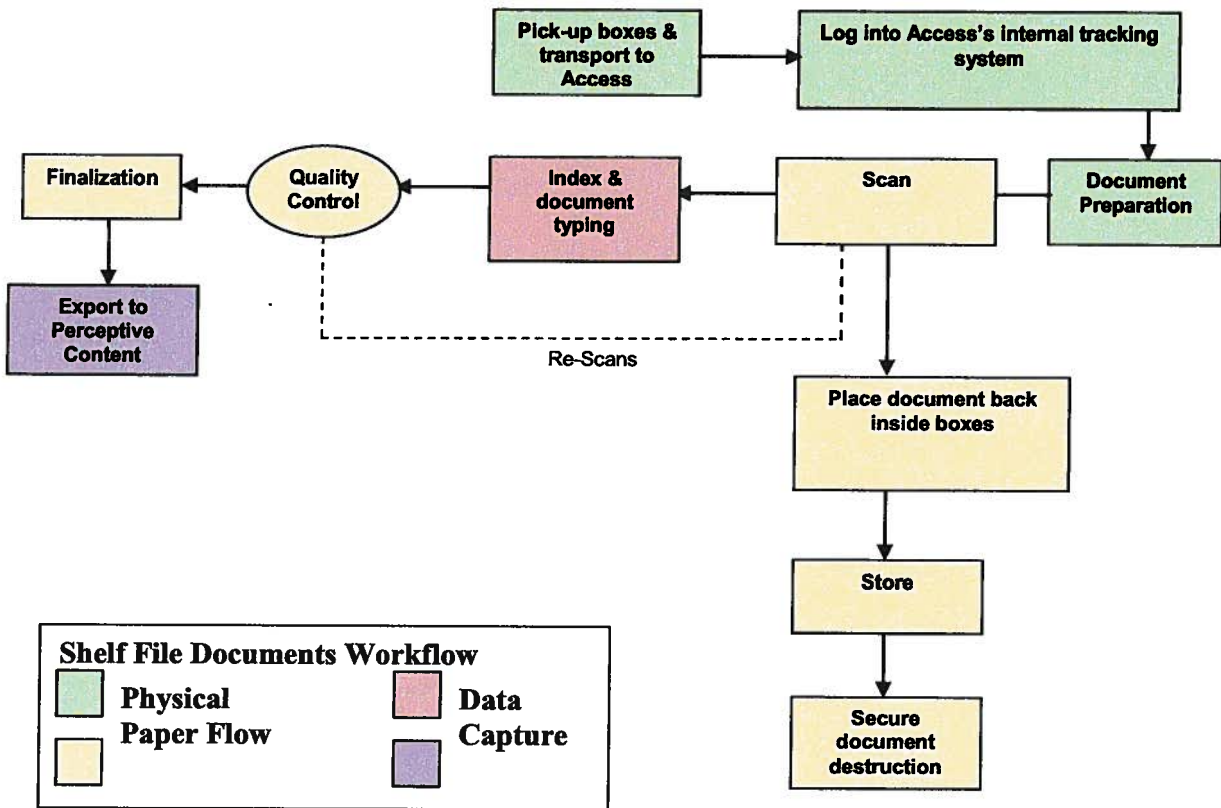 Pick-up boxes &
transport to
Access
Log into Access's internal tracking
system
Document
Preparation
Scan
Index &
document
typing
Quality
Control
Finalization
Export to
Perceptive
Content
Re-Scans
Place document back
inside boxes
Store
Secure
document
destruction
Shelf File Documents Workflow
Physical
Paper Flow
Data
Capture